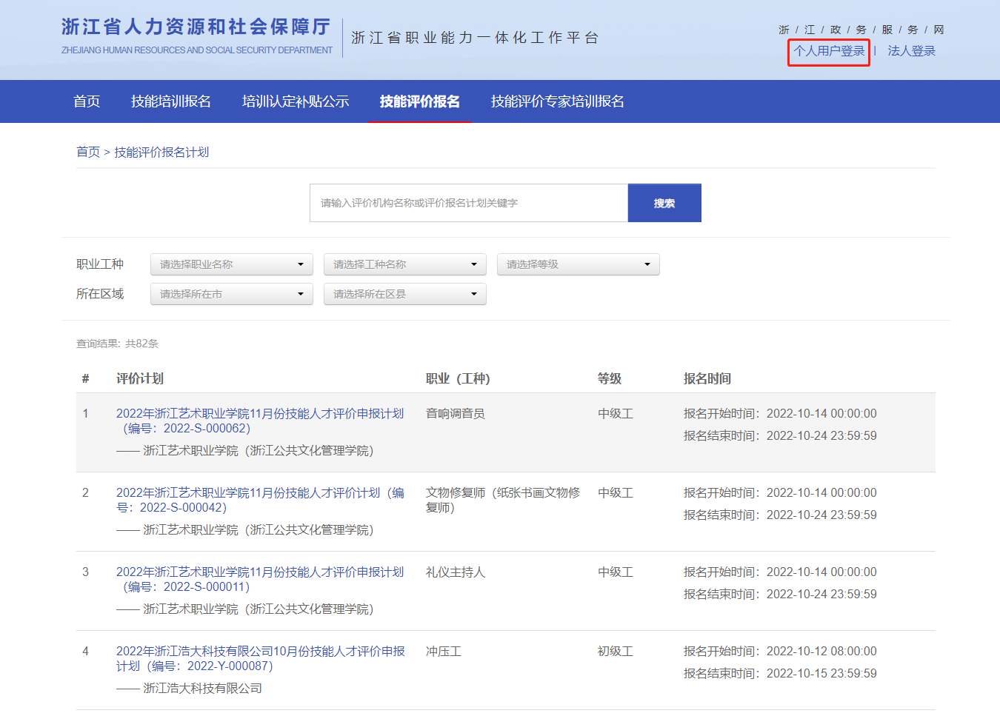 浙江省人力资源和社会保障厅
ZHEJIANG HUMAN RESOURCES AND SOCIAL SECURITY DEPARTMENT
浙江省职业能力一体化工作平台
浙 / 江 / 政 / 务 / 服 / 务 / 网
个人用户登录 | 法人登录
首页 技能培训报名 培训认定补贴公示 技能评价报名 技能评价专家培训报名
首页 > 技能评价报名计划
请输入评价机构名称或评价报名计划关键字 搜索
职业工种 请选择职业名称 请选择工种名称 请选择等级
所在区域 请选择所在市 请选择所在区县
查询结果: 共82条
# 评价计划 职业（工种） 等级 报名时间
1 2022年浙江艺术职业学院11月份技能人才评价申报计划 音响调音员 中级工 报名开始时间：2022-10-14 00:00:00
（编号：2022-S-000062）
报名结束时间：2022-10-24 23:59:59
—— 浙江艺术职业学院（浙江公共文化管理学院）
2 2022年浙江艺术职业学院11月份技能人才评价计划（编 文物修复师（纸张书画文物修 中级工 报名开始时间：2022-10-14 00:00:00
号：2022-S-000042） 复师）
报名结束时间：2022-10-24 23:59:59
—— 浙江艺术职业学院（浙江公共文化管理学院）
3 2022年浙江艺术职业学院11月份技能人才评价申报计划 礼仪主持人 中级工 报名开始时间：2022-10-14 00:00:00
（编号：2022-S-000011）
报名结束时间：2022-10-24 23:59:59
—— 浙江艺术职业学院（浙江公共文化管理学院）
4 2022年浙江浩大科技有限公司10月份技能人才评价申报 冲压工 初级工 报名开始时间：2022-10-12 08:00:00
计划（编号：2022-Y-000087）
报名结束时间：2022-10-15 23:59:59
—— 浙江浩大科技有限公司